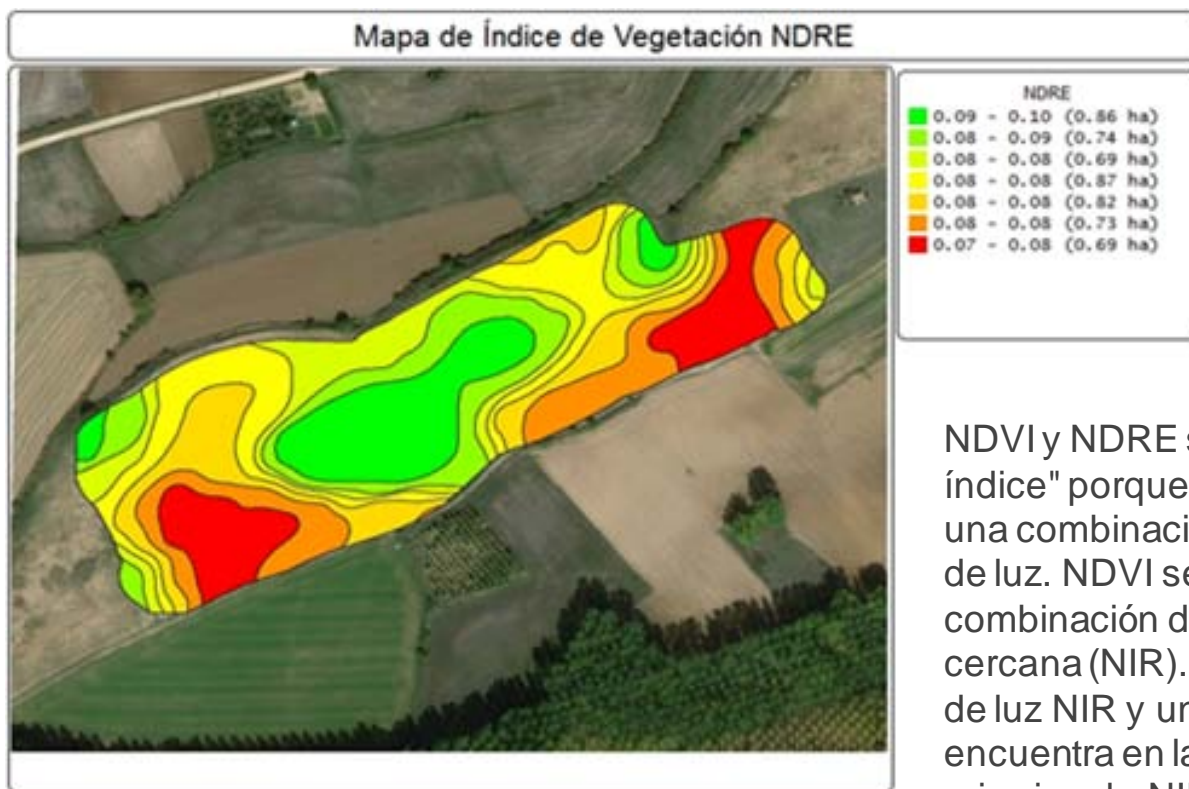 Mapa de Índice de Vegetación NDRE
NDRE
0.09 - 0.10 (0.86 ha)
0.08 - 0.09 (0.74 ha)
0.08 - 0.08 (0.69 ha)
0.08 - 0.08 (0.87 ha)
0.08 - 0.08 (0.82 ha)
0.08 - 0.08 (0.73 ha)
0.07 - 0.08 (0.69 ha)
NDVI y NDRE
índice" porque
una combinaci
de luz. NDVI se
combinación d
cercana (NIR).
de luz NIR y un
encuentra en la